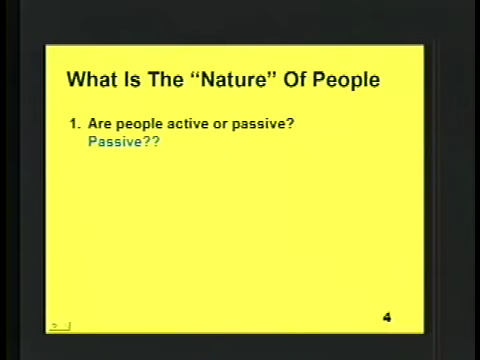 What Is The “Nature” Of People
1. Are people active or passive?
Passive??
4